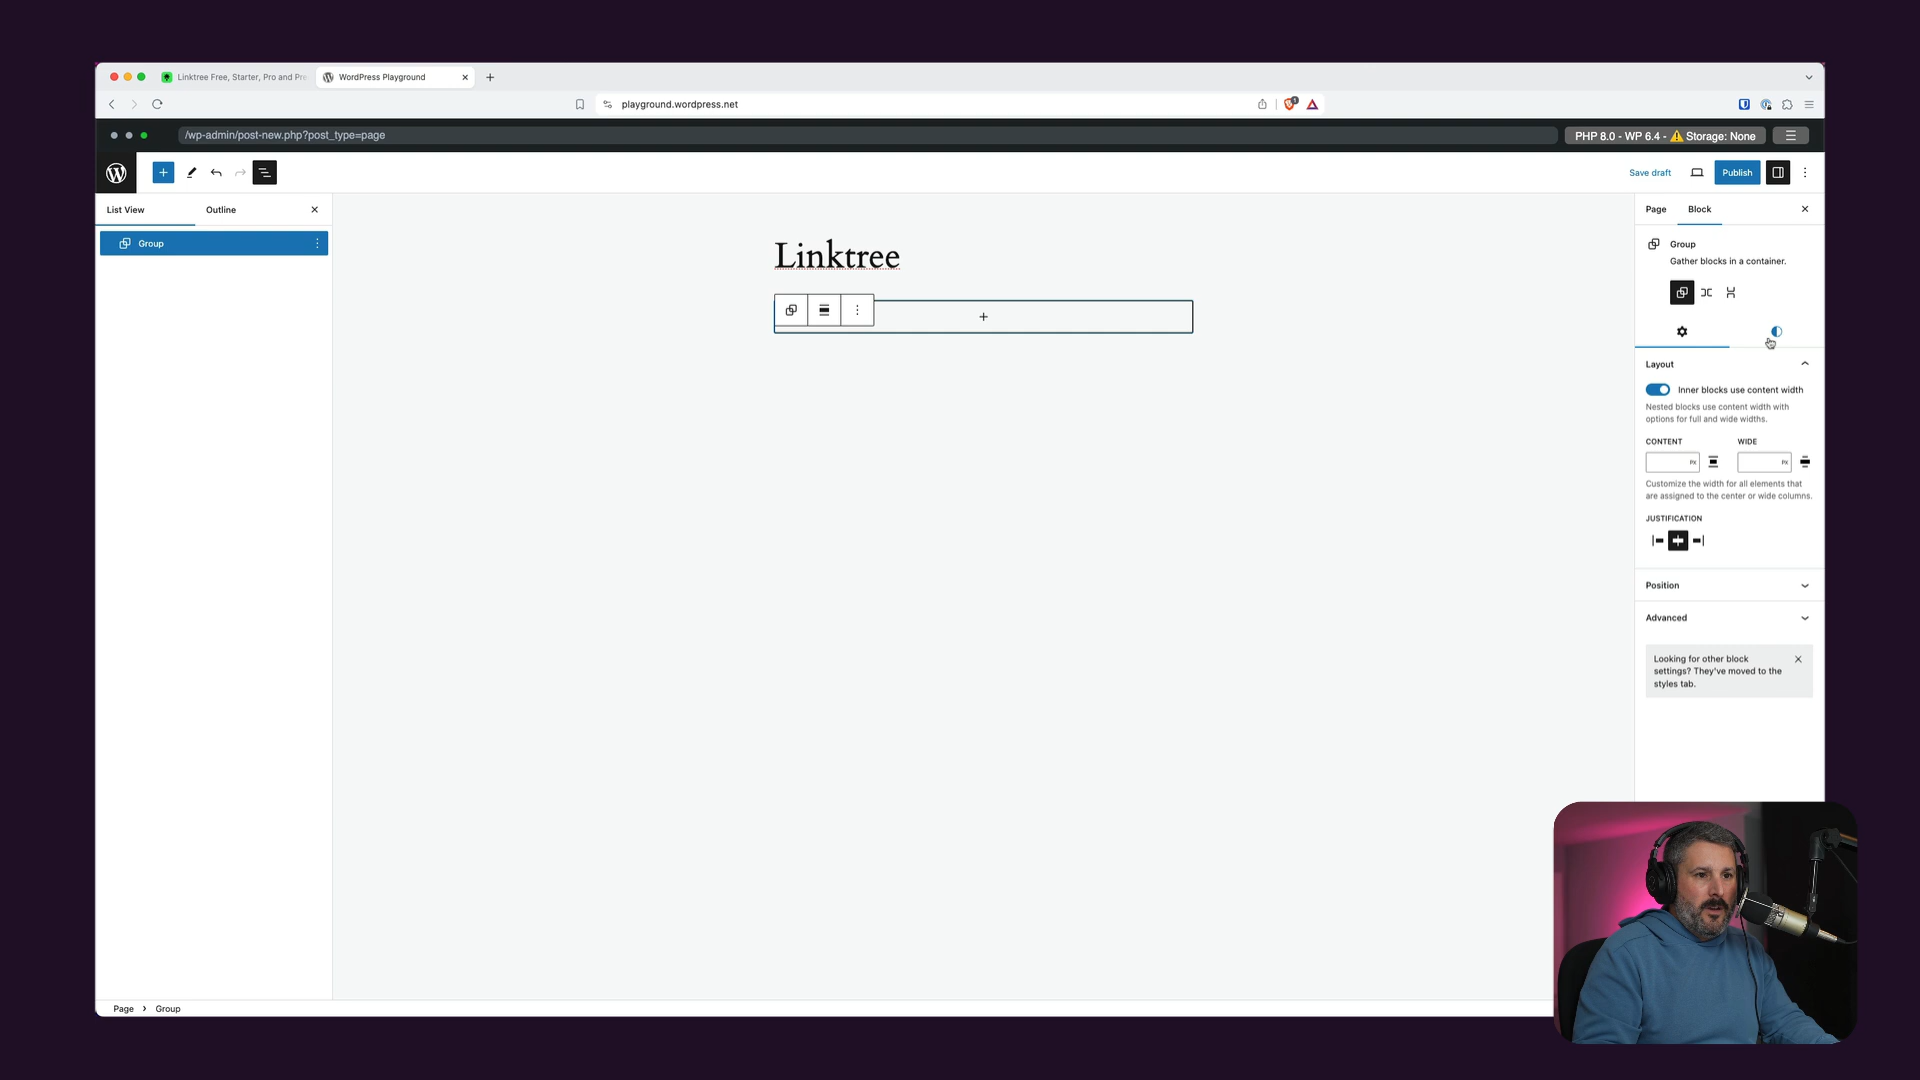 Linktree Free, Starter, Pro and Pre
WordPress Playground
playground.wordpress.net
/wp-admin/post-new.php?post_type=page
PHP 8.0 - WP 6.4 - ⚠ Storage: None
Save draft
Publish
List View
Outline
Page
Block
Group
Group
Gather blocks in a container.
Linktree
Layout
Inner blocks use content width
Nested blocks use content width with
options for full and wide widths.
CONTENT
WIDE
PX
PX
Customize the width for all elements that
are assigned to the center or wide columns.
JUSTIFICATION
Position
Advanced
Looking for other block
settings? They've moved to the
styles tab.
Page › Group